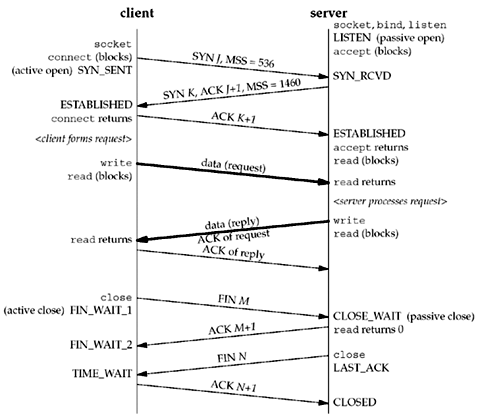 client
server
socket, bind, listen
LISTEN (passive open)
accept (blocks)
socket
connect (blocks)
(active open) SYN_SENT
SYN J, MSS = 536
SYN_RCVD
SYN K, ACK J+1, MSS = 1460
ESTABLISHED
connect returns
ACK K+1
<client forms request>
ESTABLISHED
accept returns
read (blocks)
write
read (blocks)
data (request)
read returns
<server processes request>
write
read (blocks)
data (reply)
ACK of request
read returns
ACK of reply
close
(active close) FIN_WAIT_1
FIN M
CLOSE_WAIT (passive close)
read returns 0
ACK M+1
FIN_WAIT_2
close
LAST_ACK
FIN N
TIME_WAIT
ACK N+1
CLOSED